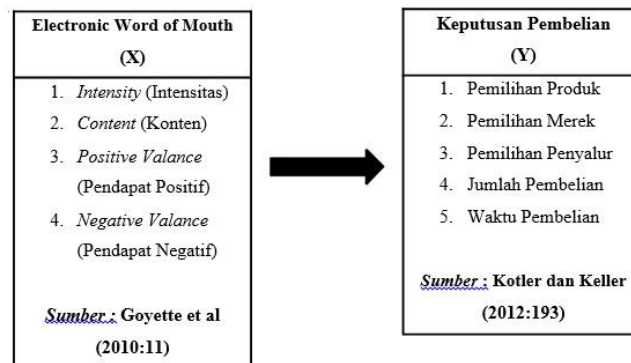 Electronic Word of Mouth
(X)
1. Intensity (Intensitas)
2. Content (Konten)
3. Positive Valance
(Pendapat Positif)
4. Negative Valance
(Pendapat Negatif)
Sumber : Goyette et al
(2010:11)
Keputusan Pembelian
(Y)
1. Pemilihan Produk
2. Pemilihan Merek
3. Pemilihan Penyalur
4. Jumlah Pembelian
5. Waktu Pembelian
Sumber : Kotler dan Keller
(2012:193)